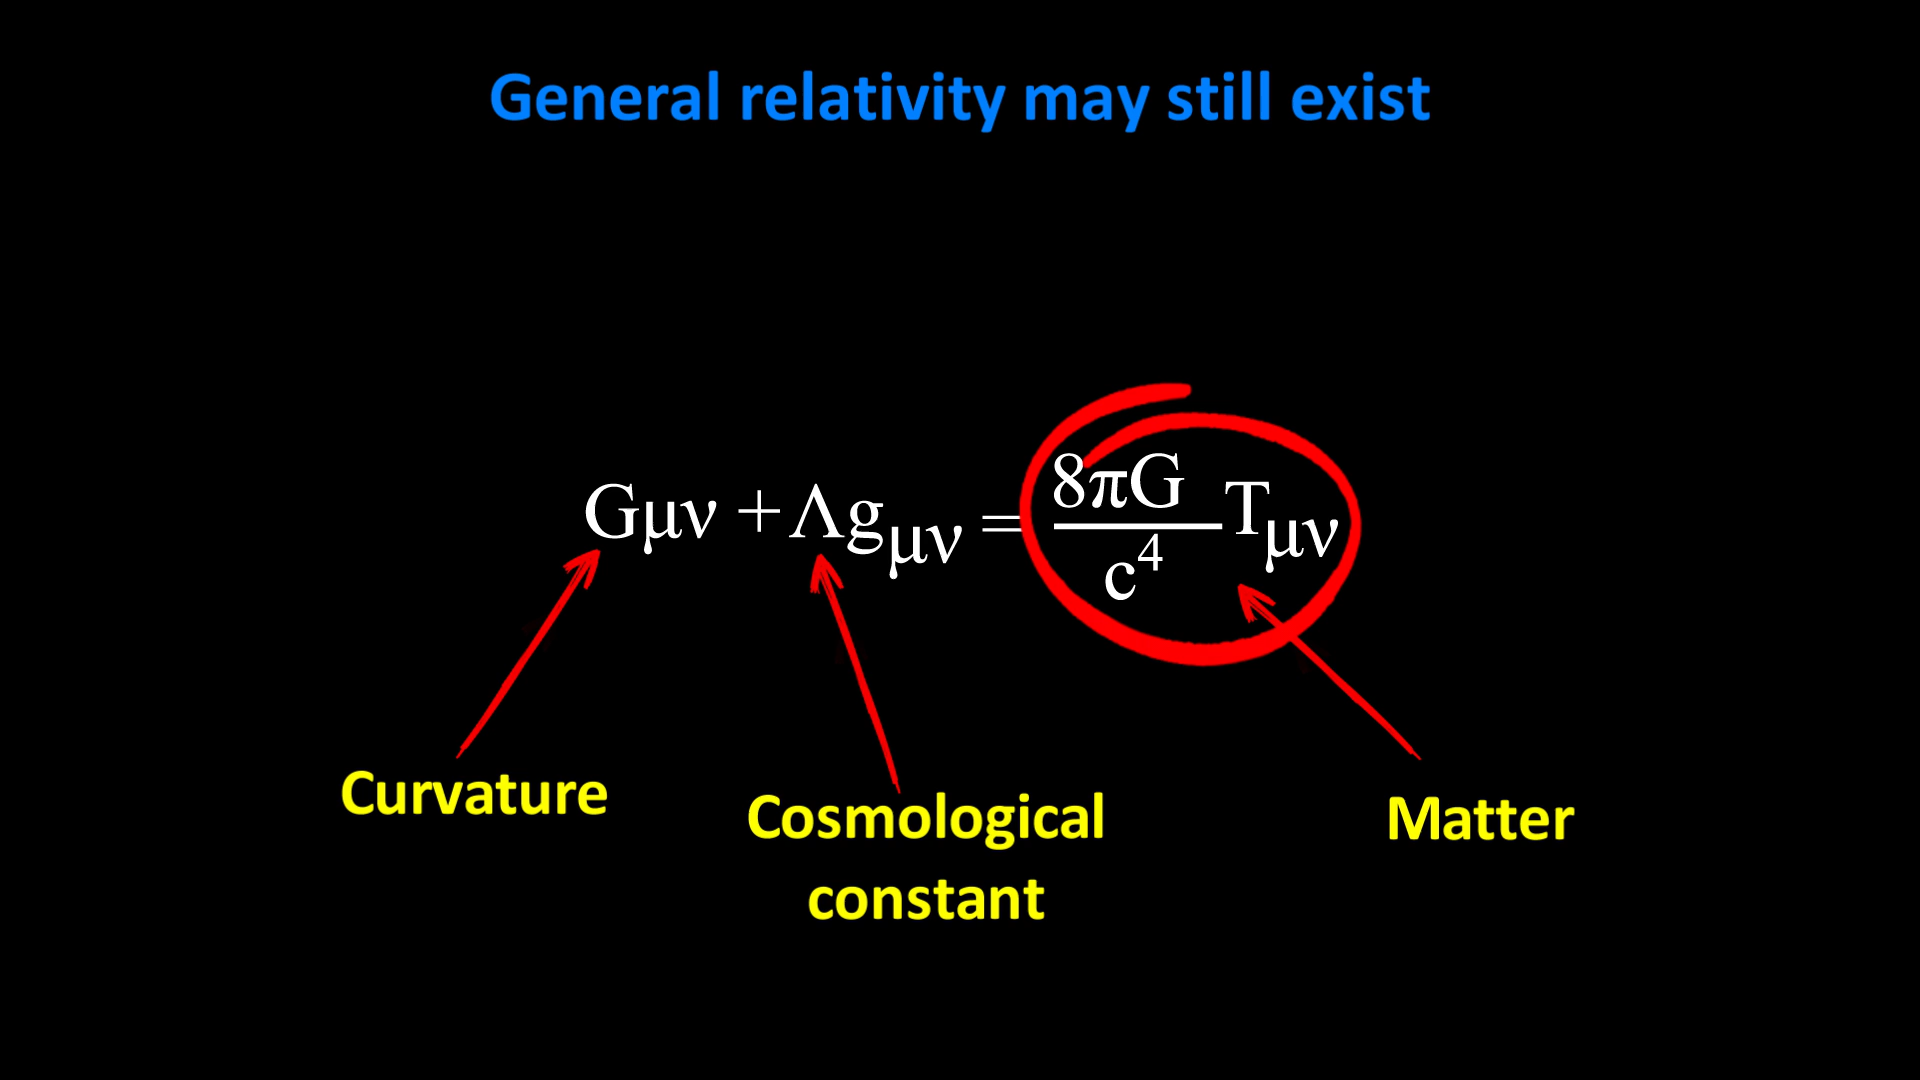 General relativity may still exist
Gμν + Λgμν = 8πG/c⁴ Tμν
Curvature
Cosmological
constant
Matter